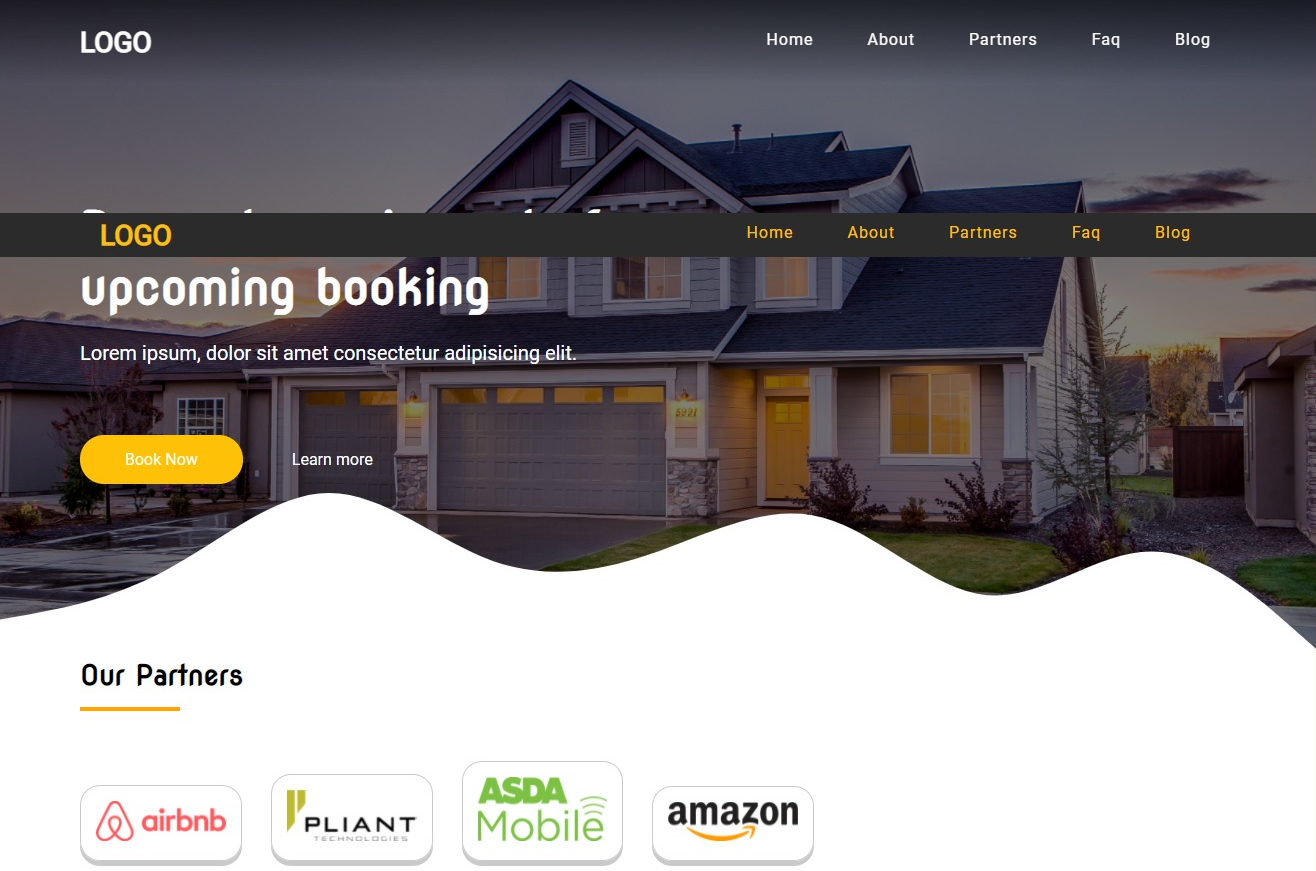 LOGO Home About Partners Faq Blog
LOGO Home About Partners Faq Blog
upcoming booking
Lorem ipsum, dolor sit amet consectetur adipisicing elit.
5991
Book Now Learn more
Our Partners
airbnb PLIANT TECHNOLOGIES ASDA Mobile amazon